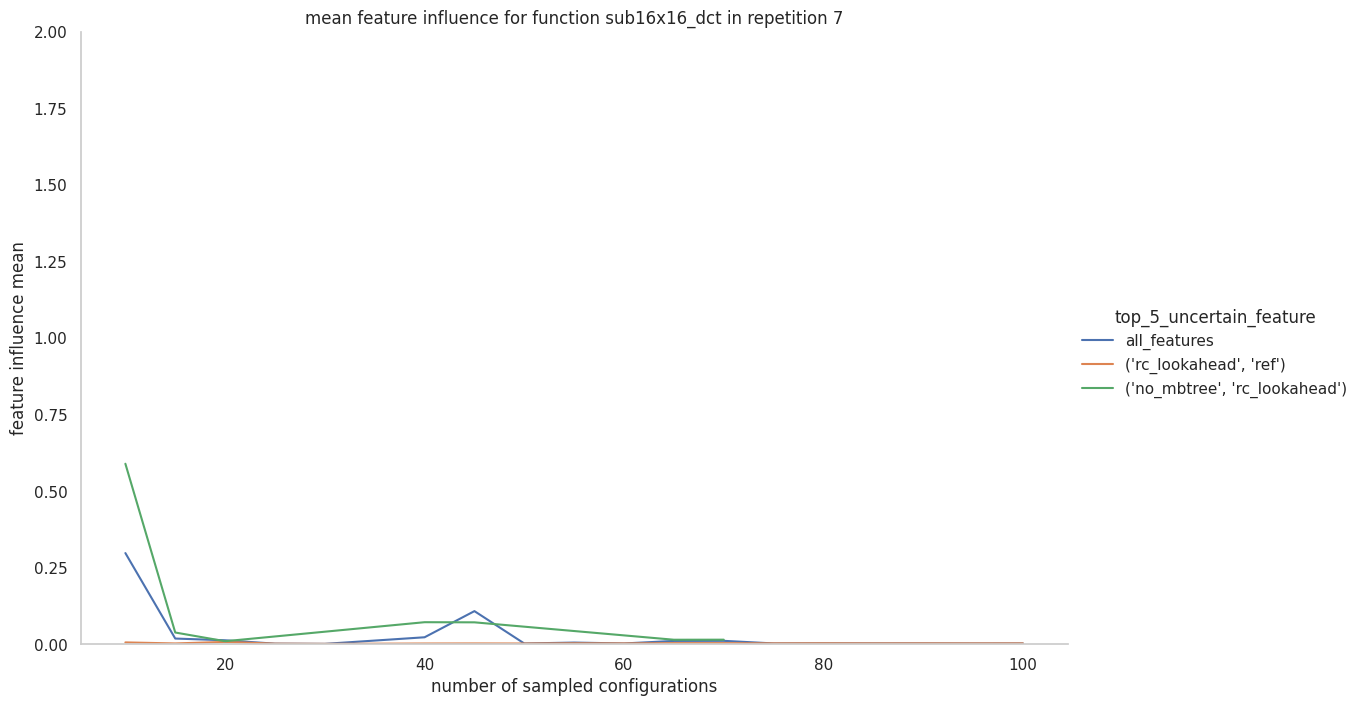 mean feature influence for function sub16x16_dct in repetition 7
2.00
1.75
1.50
1.25
1.00
0.75
0.50
0.25
0.00
feature influence mean
20
40
60
80
100
number of sampled configurations
top_5_uncertain_feature
all_features
('rc_lookahead', 'ref')
('no_mbtree', 'rc_lookahead')